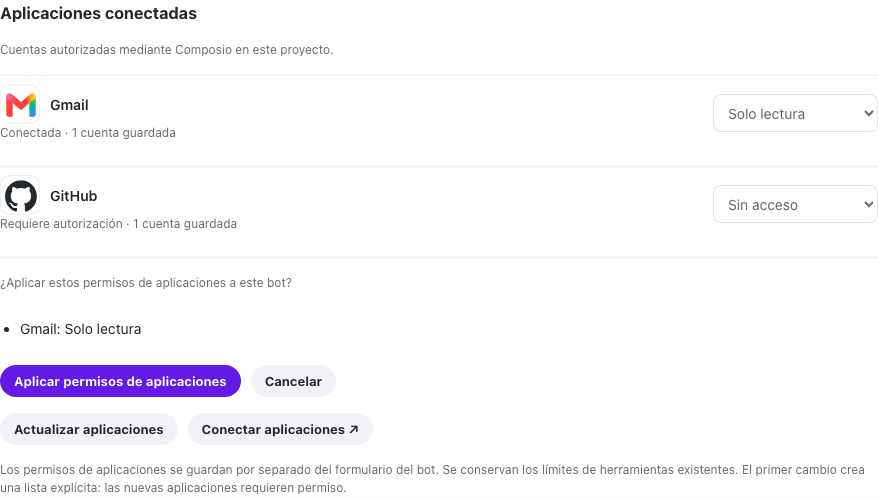 Aplicaciones conectadas
Cuentas autorizadas mediante Composio en este proyecto.
Gmail
Conectada · 1 cuenta guardada
Solo lectura
GitHub
Requiere autorización · 1 cuenta guardada
Sin acceso
¿Aplicar estos permisos de aplicaciones a este bot?
• Gmail: Solo lectura
Aplicar permisos de aplicaciones
Cancelar
Actualizar aplicaciones
Conectar aplicaciones ↗
Los permisos de aplicaciones se guardan por separado del formulario del bot. Se conservan los límites de herramientas existentes. El primer cambio crea
una lista explícita: las nuevas aplicaciones requieren permiso.